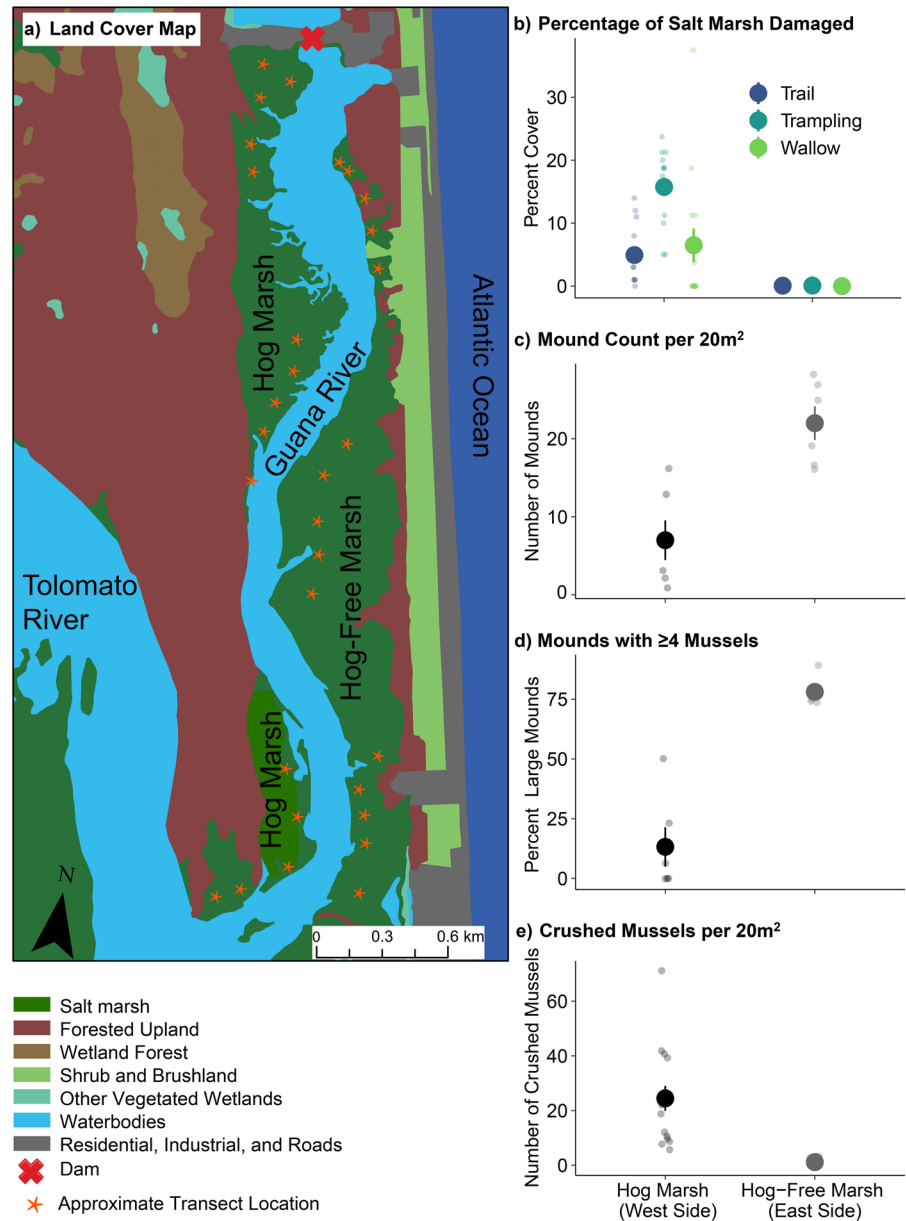 a) Land Cover Map
Hog Marsh
Guana River
Atlantic Ocean
Hog-Free Marsh
Tolomato
River
Hog Marsh
N
0 0.3 0.6 km
Salt marsh
Forested Upland
Wetland Forest
Shrub and Brushland
Other Vegetated Wetlands
Waterbodies
Residential, Industrial, and Roads
Dam
Approximate Transect Location
b) Percentage of Salt Marsh Damaged
Percent Cover
30
20
10
0
Trail
Trampling
Wallow
c) Mound Count per 20m²
Number of Mounds
20
10
0
d) Mounds with ≥4 Mussels
Percent Large Mounds
75
50
25
0
e) Crushed Mussels per 20m²
Number of Crushed Mussels
60
40
20
0
Hog Marsh
(West Side)
Hog−Free Marsh
(East Side)